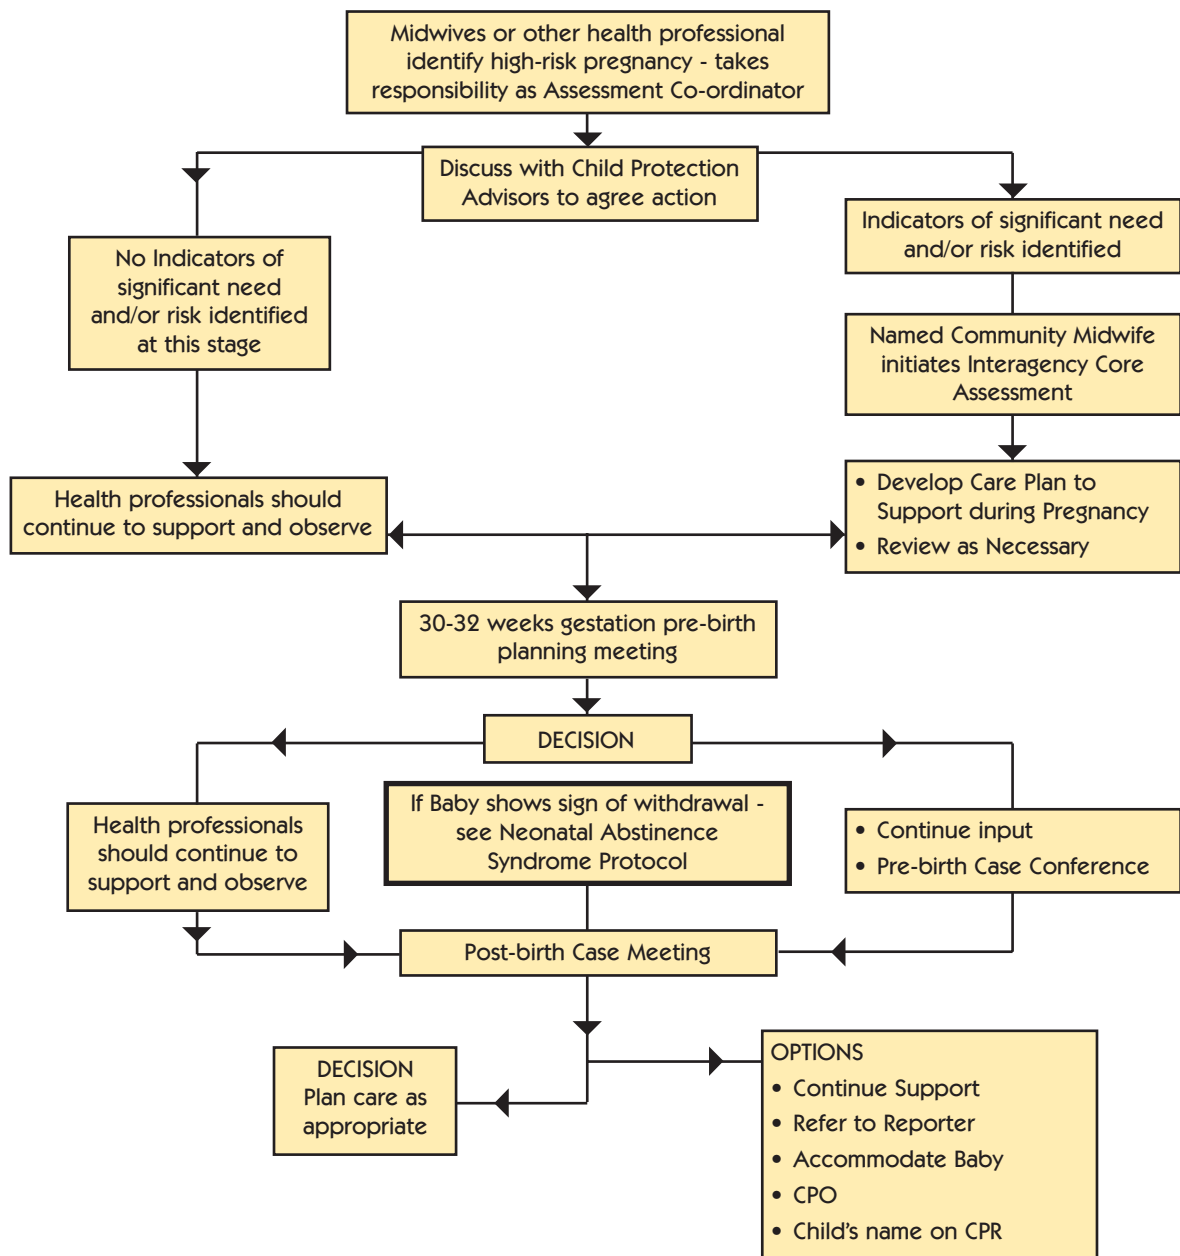 Midwives or other health professional
identify high-risk pregnancy - takes
responsibility as Assessment Co-ordinator
Discuss with Child Protection
Advisors to agree action
No Indicators of
significant need
and/or risk identified
at this stage
Indicators of significant need
and/or risk identified
Named Community Midwife
initiates Interagency Core
Assessment
Health professionals should
continue to support and observe
• Develop Care Plan to
Support during Pregnancy
• Review as Necessary
30-32 weeks gestation pre-birth
planning meeting
DECISION
Health professionals
should continue to
support and observe
If Baby shows sign of withdrawal -
see Neonatal Abstinence
Syndrome Protocol
• Continue input
• Pre-birth Case Conference
Post-birth Case Meeting
DECISION
Plan care as
appropriate
OPTIONS
• Continue Support
• Refer to Reporter
• Accommodate Baby
• CPO
• Child's name on CPR